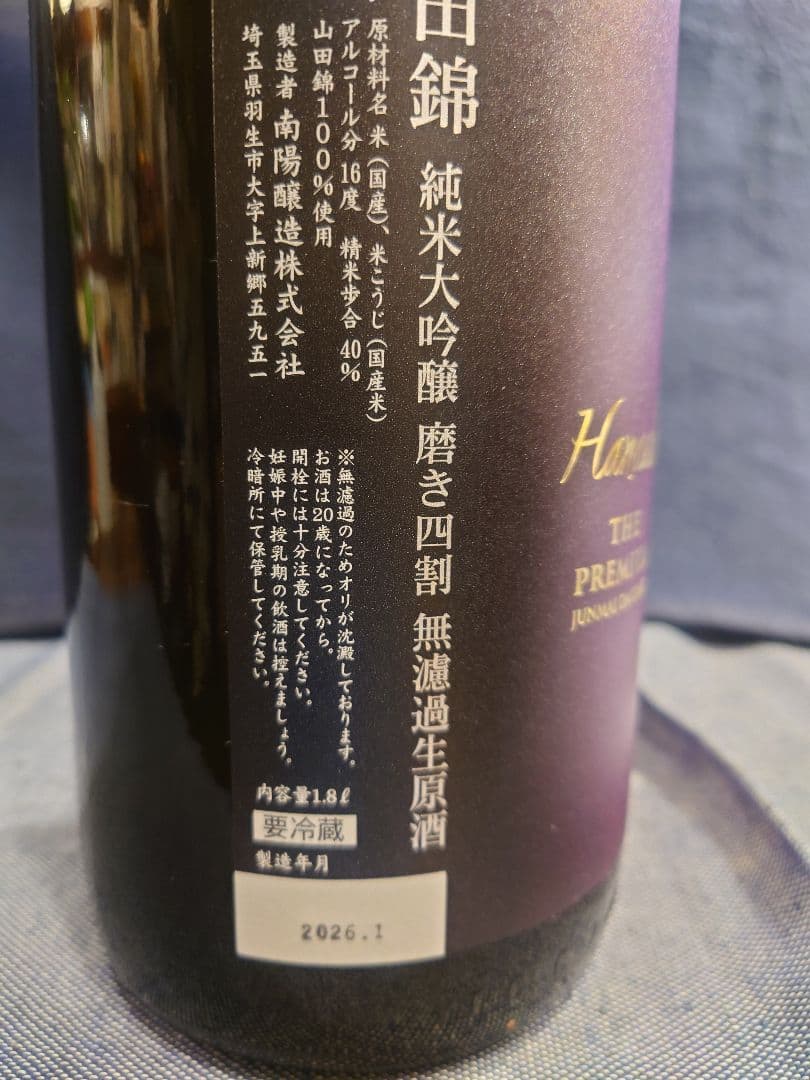 田錦 純米大吟醸 磨き四割 無濾過生原酒
原材料名 米(国産)、米こうじ(国産米)
アルコール分 16度 精米歩合 40%
山田錦100%使用
製造者 南陽醸造株式会社
埼玉県羽生市大字上新郷五九五一
※無濾過のためオリが沈澱しております。
お酒は20歳になってから。
開栓には十分注意してください。
妊娠中や授乳期の飲酒は控えましょう。
冷暗所にて保管してください。
内容量1.8ℓ
要冷蔵
製造年月
2026.1
THE